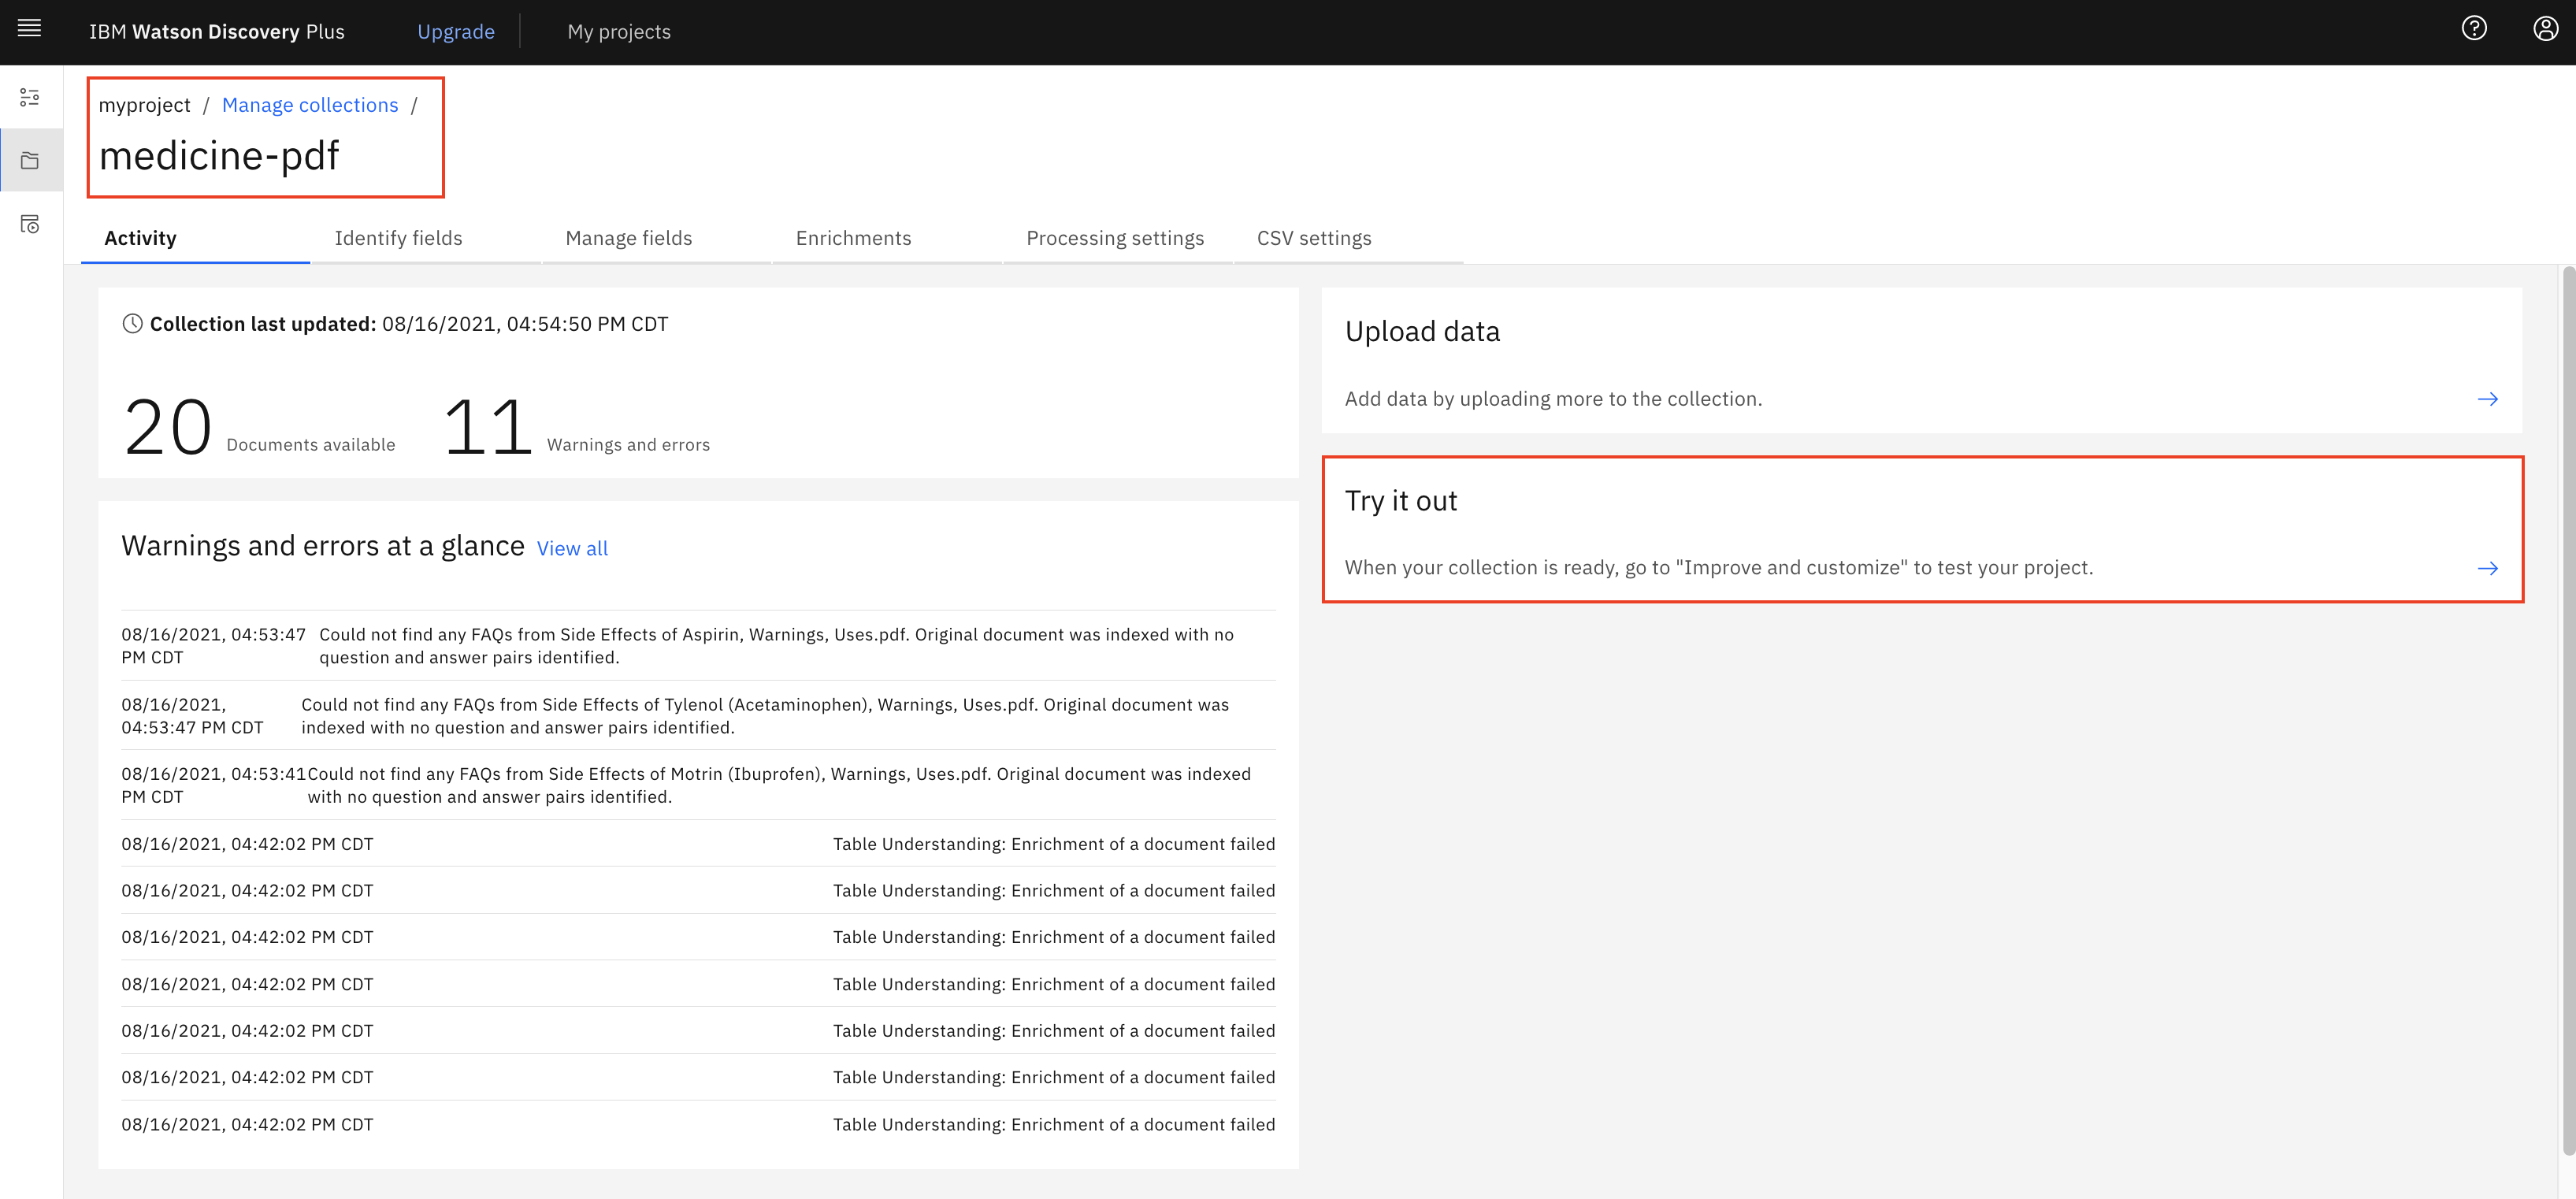 IBM Watson Discovery Plus
Upgrade
My projects
myproject / Manage collections /
medicine-pdf
Activity
Identify fields
Manage fields
Enrichments
Processing settings
CSV settings
Collection last updated: 08/16/2021, 04:54:50 PM CDT
20 Documents available
11 Warnings and errors
Warnings and errors at a glance View all
08/16/2021, 04:53:47
PM CDT
Could not find any FAQs from Side Effects of Aspirin, Warnings, Uses.pdf. Original document was indexed with no
question and answer pairs identified.
08/16/2021,
04:53:47 PM CDT
Could not find any FAQs from Side Effects of Tylenol (Acetaminophen), Warnings, Uses.pdf. Original document was
indexed with no question and answer pairs identified.
08/16/2021, 04:53:41
PM CDT
Could not find any FAQs from Side Effects of Motrin (Ibuprofen), Warnings, Uses.pdf. Original document was indexed
with no question and answer pairs identified.
08/16/2021, 04:42:02 PM CDT Table Understanding: Enrichment of a document failed
08/16/2021, 04:42:02 PM CDT Table Understanding: Enrichment of a document failed
08/16/2021, 04:42:02 PM CDT Table Understanding: Enrichment of a document failed
08/16/2021, 04:42:02 PM CDT Table Understanding: Enrichment of a document failed
08/16/2021, 04:42:02 PM CDT Table Understanding: Enrichment of a document failed
08/16/2021, 04:42:02 PM CDT Table Understanding: Enrichment of a document failed
08/16/2021, 04:42:02 PM CDT Table Understanding: Enrichment of a document failed
Upload data
Add data by uploading more to the collection.
Try it out
When your collection is ready, go to "Improve and customize" to test your project.